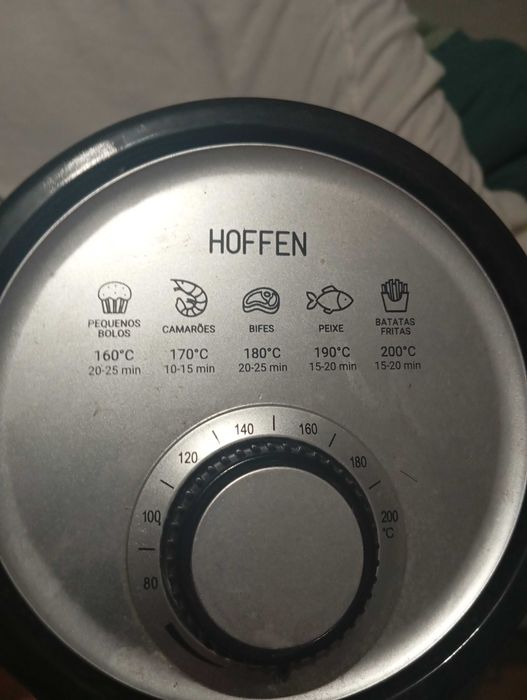 HOFFEN
PEQUENOS BOLOS CAMARÕES BIFES PEIXE BATATAS FRITAS
160°C 170°C 180°C 190°C 200°C
20-25 min 10-15 min 20-25 min 15-20 min 15-20 min
140 160
120 180
100 200
°C
80